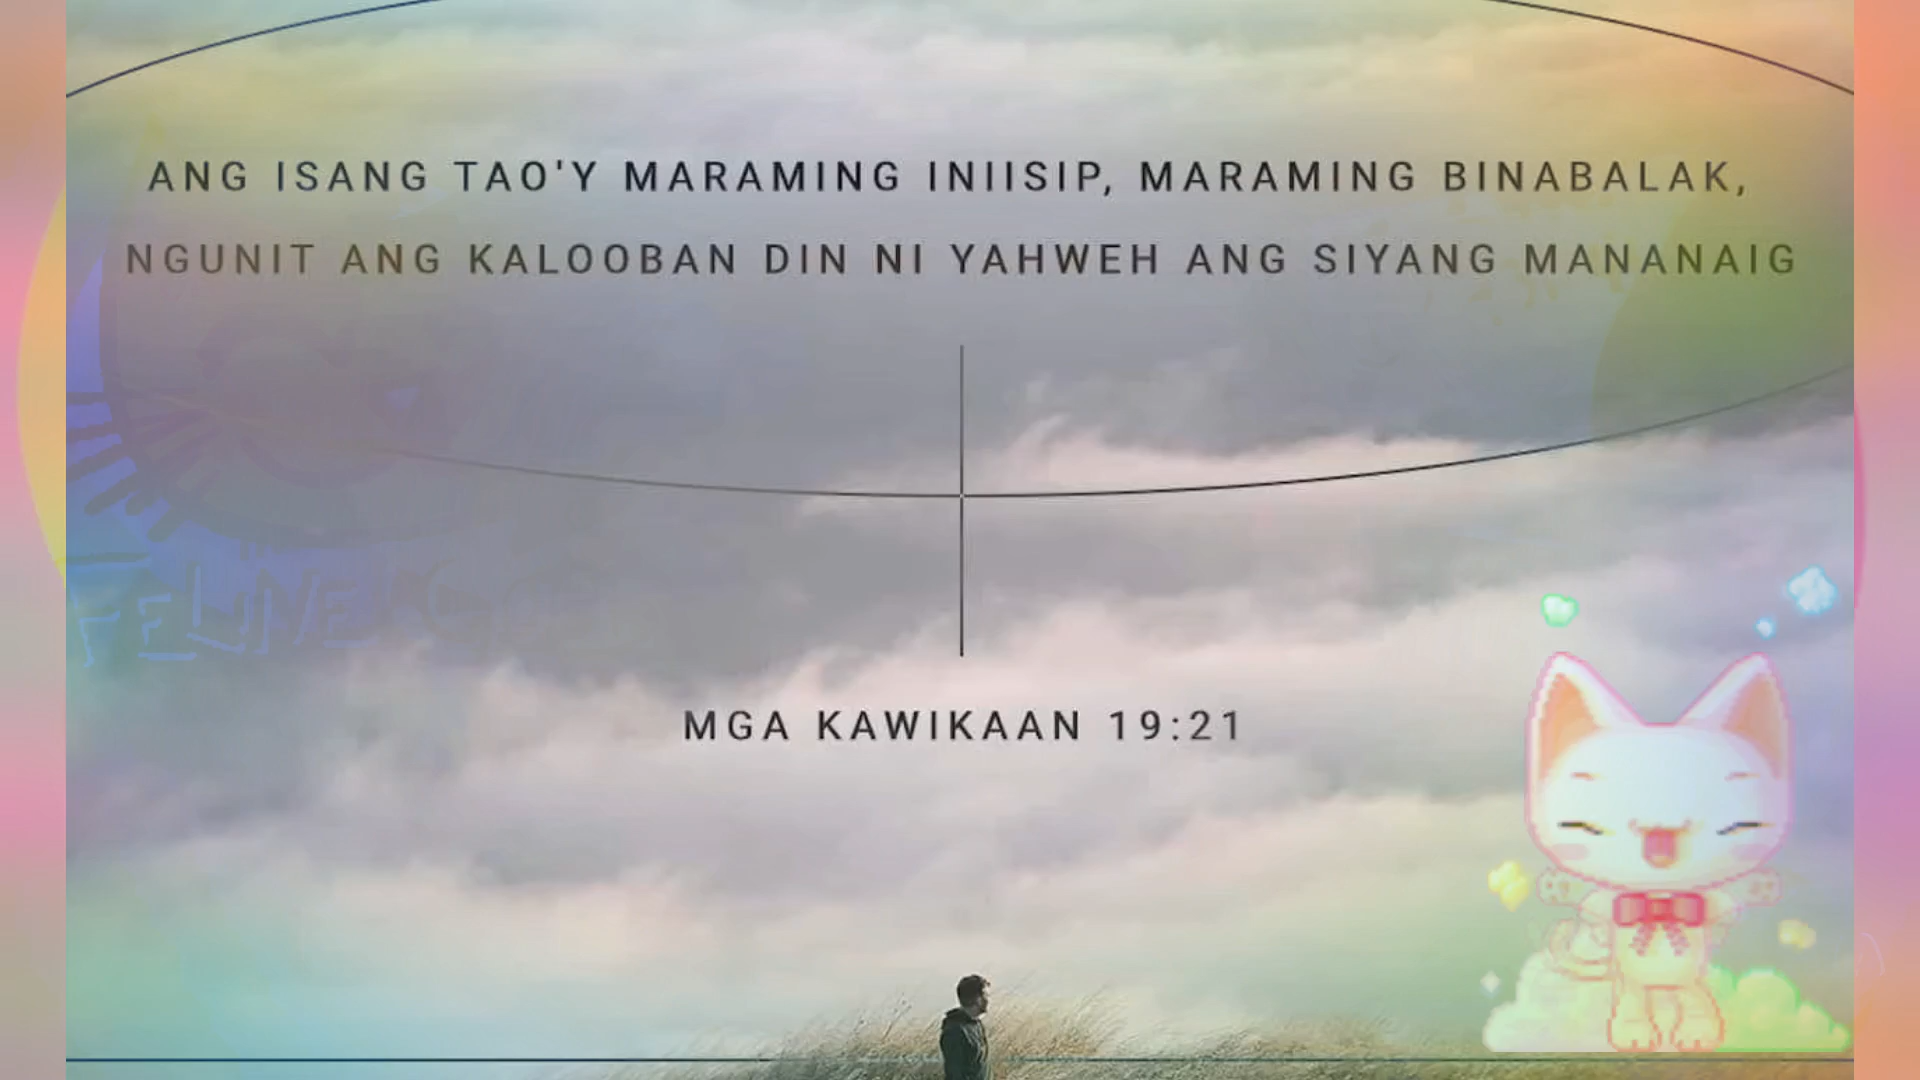 ANG ISANG TAO'Y MARAMING INIISIP, MARAMING BINABALAK,
NGUNIT ANG KALOOBAN DIN NI YAHWEH ANG SIYANG MANANAIG
FELINE
MGA KAWIKAAN 19:21